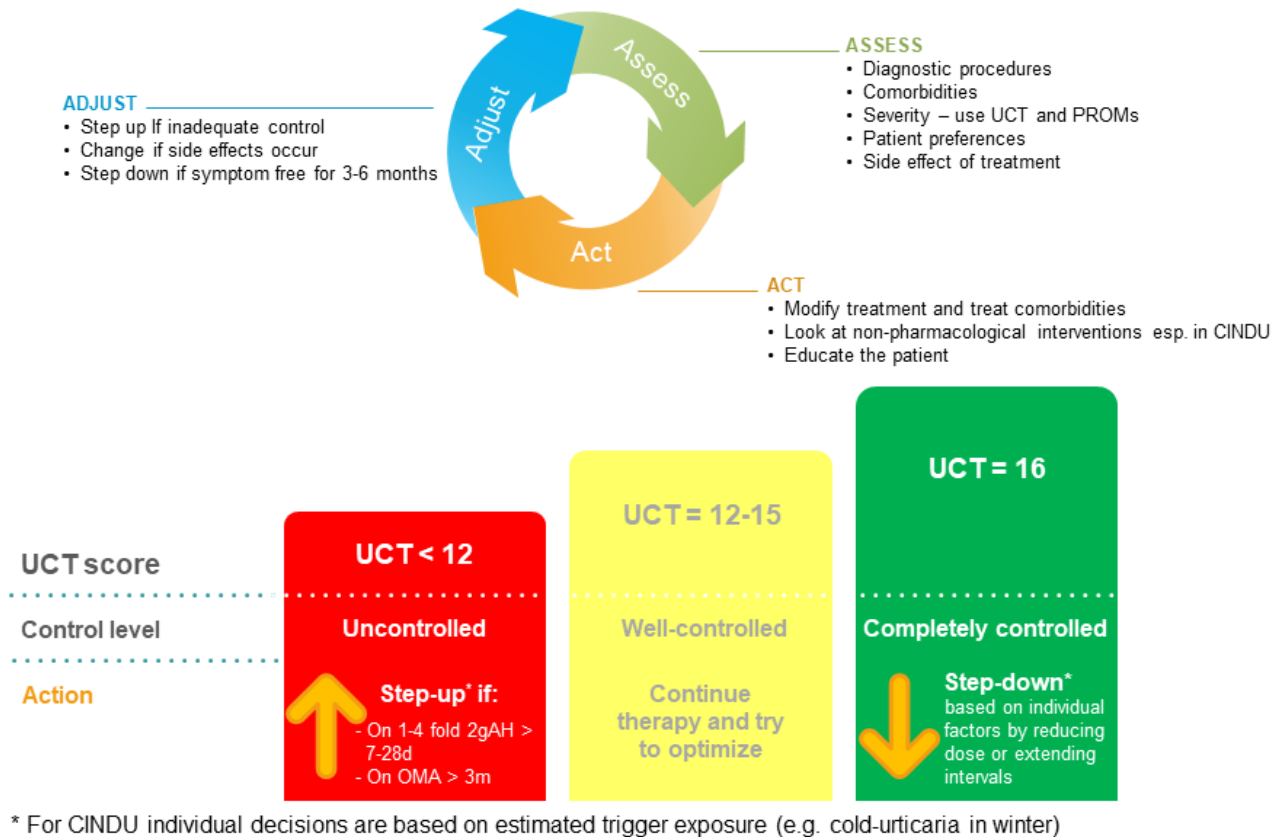 Assess
Adjust
Act
ASSESS
• Diagnostic procedures
• Comorbidities
• Severity – use UCT and PROMs
• Patient preferences
• Side effect of treatment
ADJUST
• Step up If inadequate control
• Change if side effects occur
• Step down if symptom free for 3-6 months
ACT
• Modify treatment and treat comorbidities
• Look at non-pharmacological interventions esp. in CINDU
• Educate the patient
UCT score
UCT < 12
UCT = 12-15
UCT = 16
Control level
Uncontrolled
Well-controlled
Completely controlled
Action
Step-up* if:
- On 1-4 fold 2gAH >
7-28d
- On OMA > 3m
Continue
therapy and try
to optimize
Step-down*
based on individual
factors by reducing
dose or extending
intervals
* For CINDU individual decisions are based on estimated trigger exposure (e.g. cold-urticaria in winter)